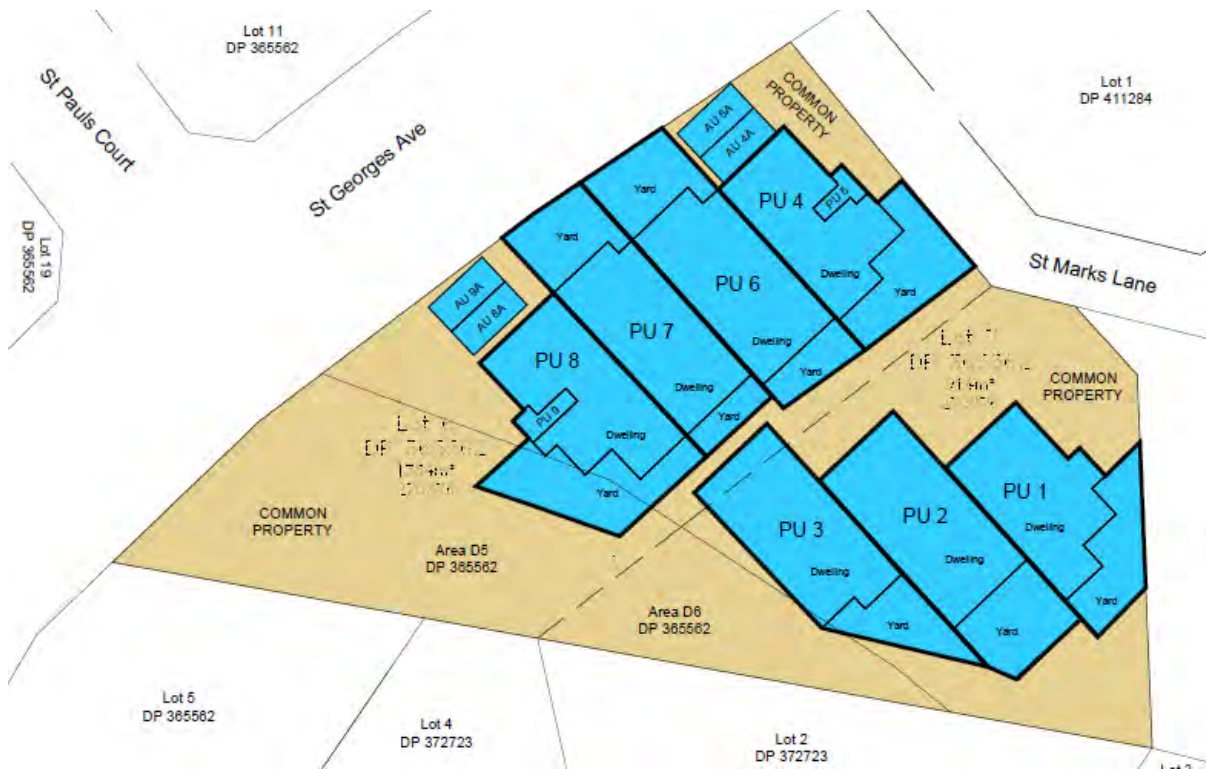 Lot 11
DP 365562
St Pauls Court
St Georges Ave
Lot 19
DP 365562
Lot 1
DP 411284
COMMON
PROPERTY
AU 5A
AU 4A
PU 4
PU 5
Dwelling
Yard
St Marks Lane
Yard
PU 6
Dwelling
Yard
Yard
PU 7
Dwelling
Yard
AU 9A
AU 8A
PU 8
PU 9
Dwelling
Yard
COMMON
PROPERTY
PU 1
Dwelling
Yard
PU 2
Dwelling
Yard
PU 3
Dwelling
Yard
COMMON
PROPERTY
Area D5
DP 365562
Area D6
DP 365562
Lot 5
DP 365562
Lot 4
DP 372723
Lot 2
DP 372723